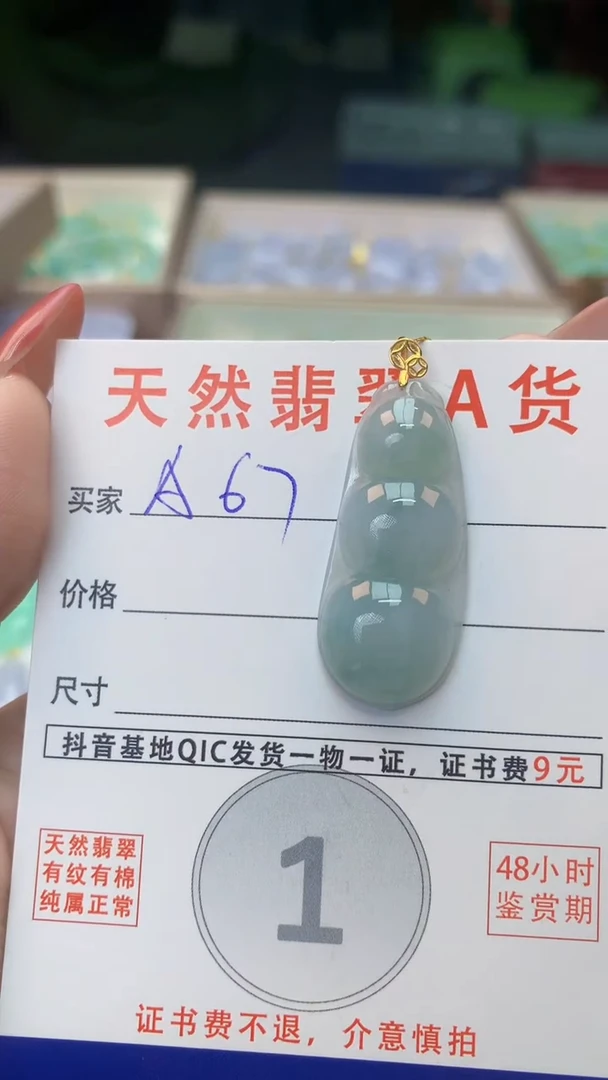 天然翡翠A货
买家 A67
价格
尺寸
抖音基地QIC发货一物一证，证书费9元
天然翡翠
有纹有棉
纯属正常
1
48小时
鉴赏期
证书费不退，介意慎拍